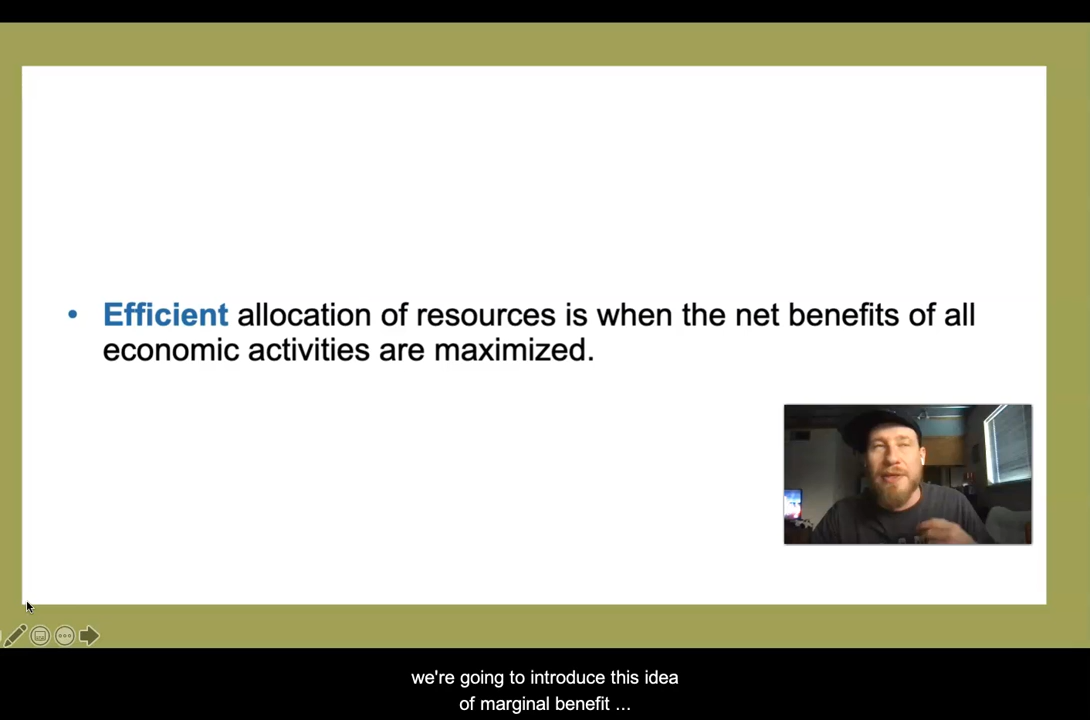 • Efficient allocation of resources is when the net benefits of all
economic activities are maximized.
we're going to introduce this idea
of marginal benefit ...